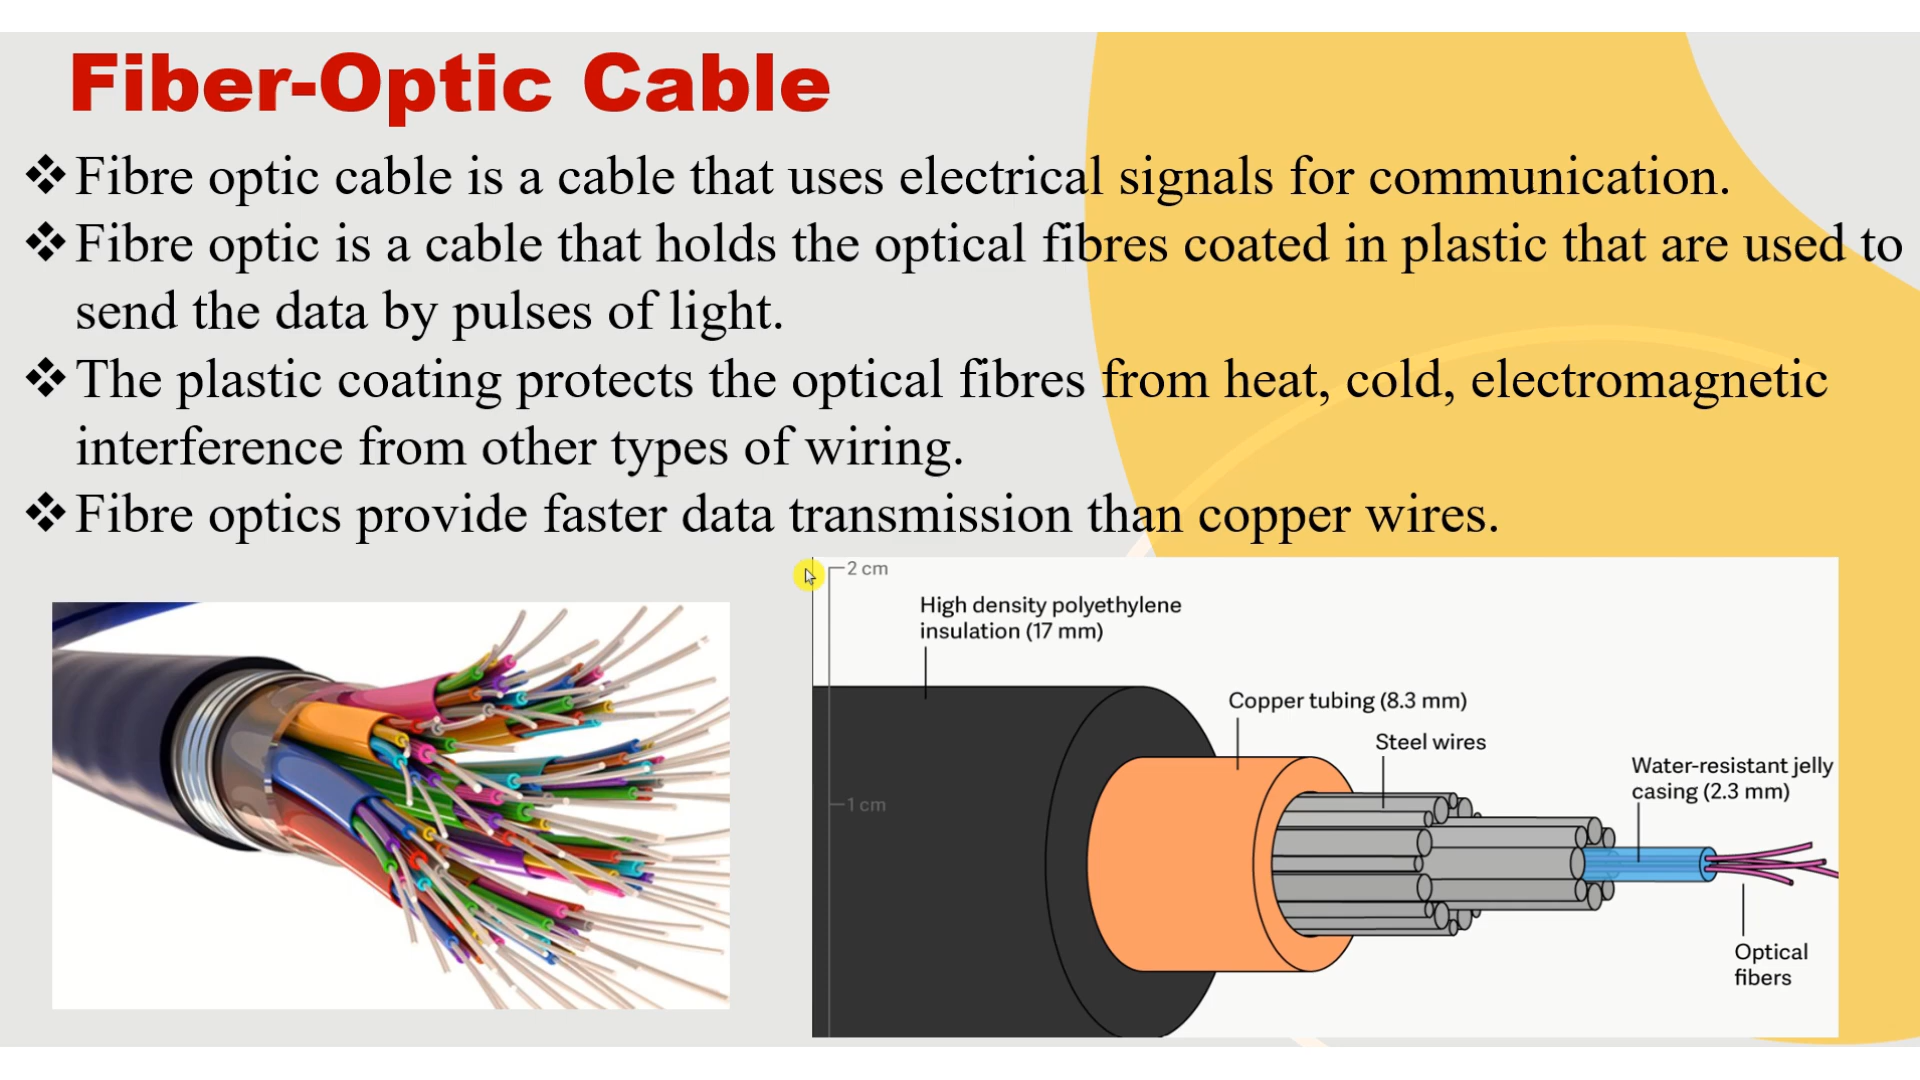 Fiber-Optic Cable
❖Fibre optic cable is a cable that uses electrical signals for communication.
❖Fibre optic is a cable that holds the optical fibres coated in plastic that are used to
send the data by pulses of light.
❖The plastic coating protects the optical fibres from heat, cold, electromagnetic
interference from other types of wiring.
❖Fibre optics provide faster data transmission than copper wires.
2 cm
High density polyethylene
insulation (17 mm)
Copper tubing (8.3 mm)
Steel wires
Water-resistant jelly
casing (2.3 mm)
1 cm
Optical
fibers